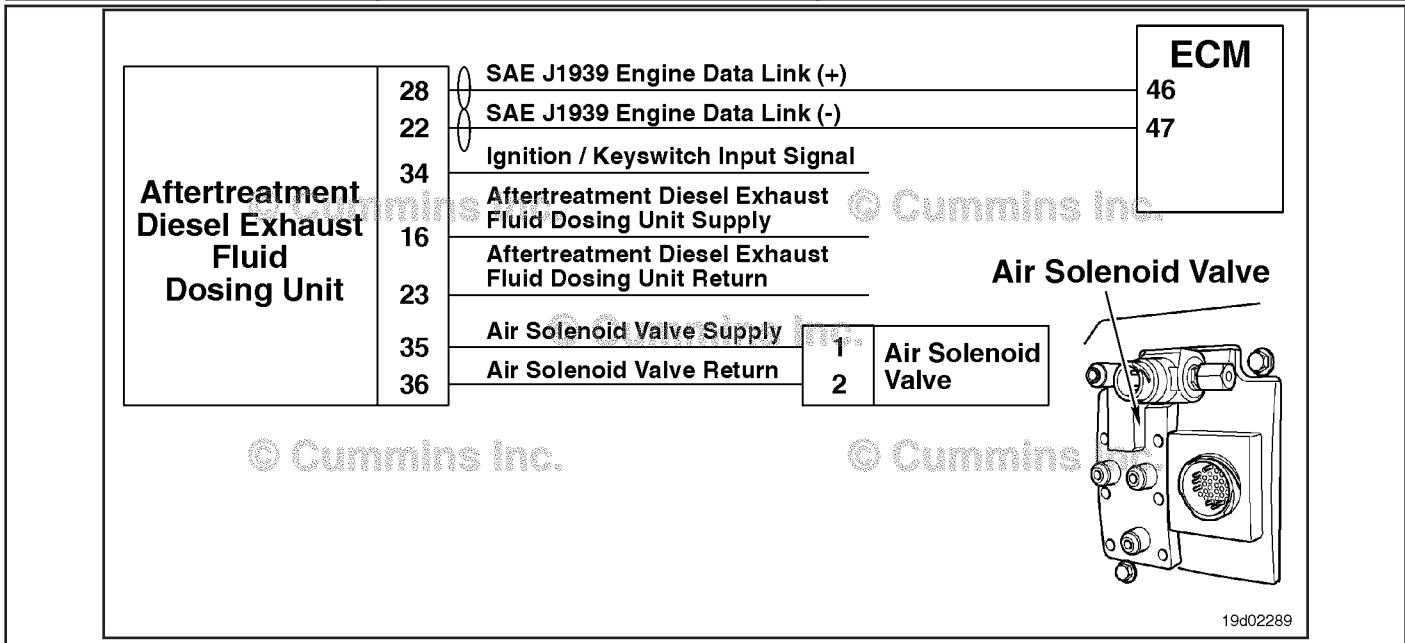 ECM
28 SAE J1939 Engine Data Link (+) 46
22 SAE J1939 Engine Data Link (-) 47
34 Ignition / Keyswitch Input Signal
Aftertreatment
Diesel Exhaust
Fluid
Dosing Unit
Aftertreatment Diesel Exhaust
Fluid Dosing Unit Supply
16
Aftertreatment Diesel Exhaust
Fluid Dosing Unit Return
23
35 Air Solenoid Valve Supply 1
36 Air Solenoid Valve Return 2
Air Solenoid
Valve
Air Solenoid Valve
© Cummins Inc.
© Cummins Inc.
© Cummins Inc.
© Cummins Inc.
© Cummins Inc.
19d02289